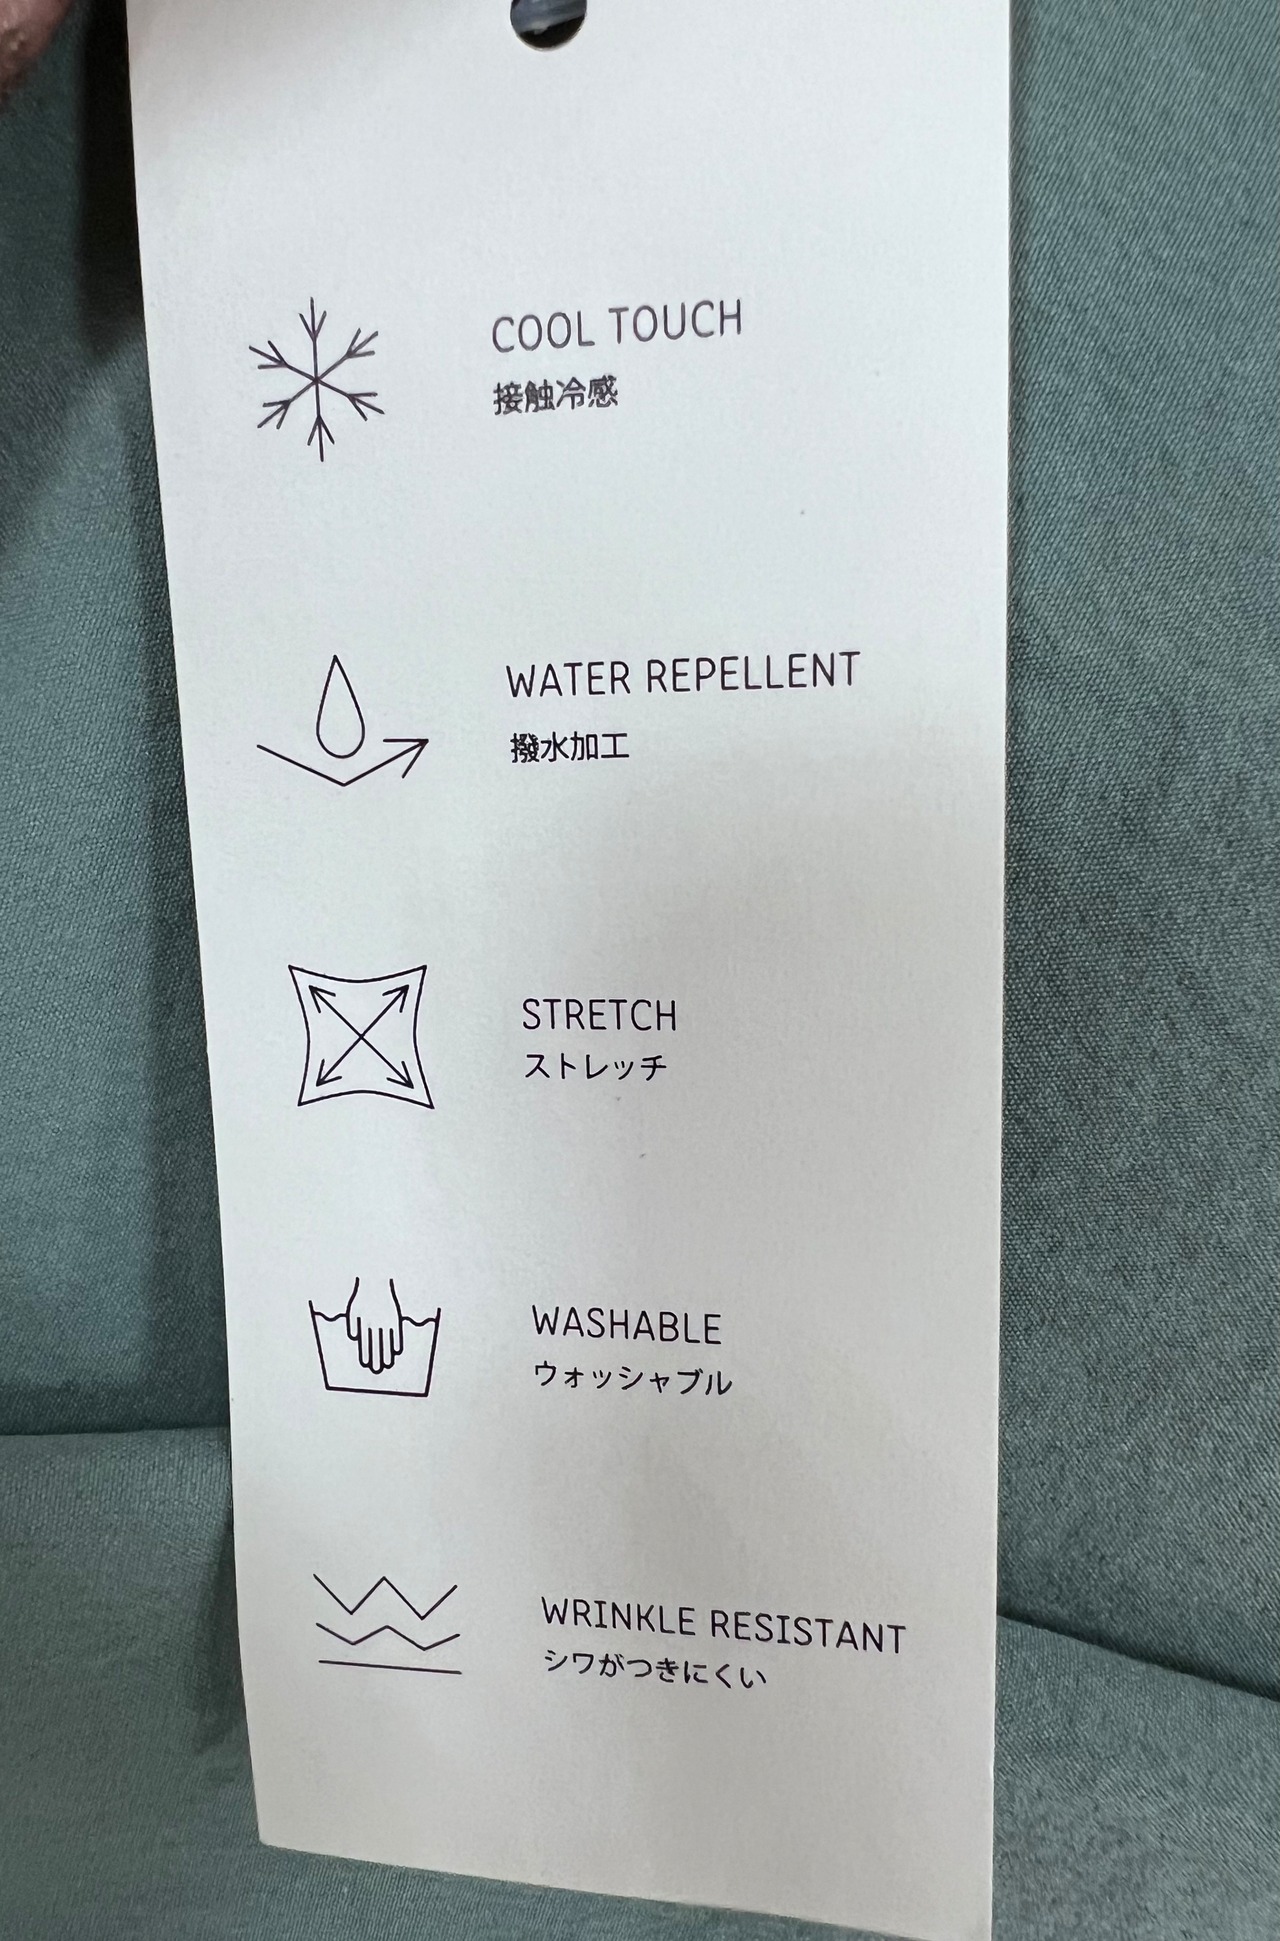 COOL TOUCH
接触冷感
WATER REPELLENT
撥水加工
STRETCH
ストレッチ
WASHABLE
ウォッシャブル
WRINKLE RESISTANT
シワがつきにくい